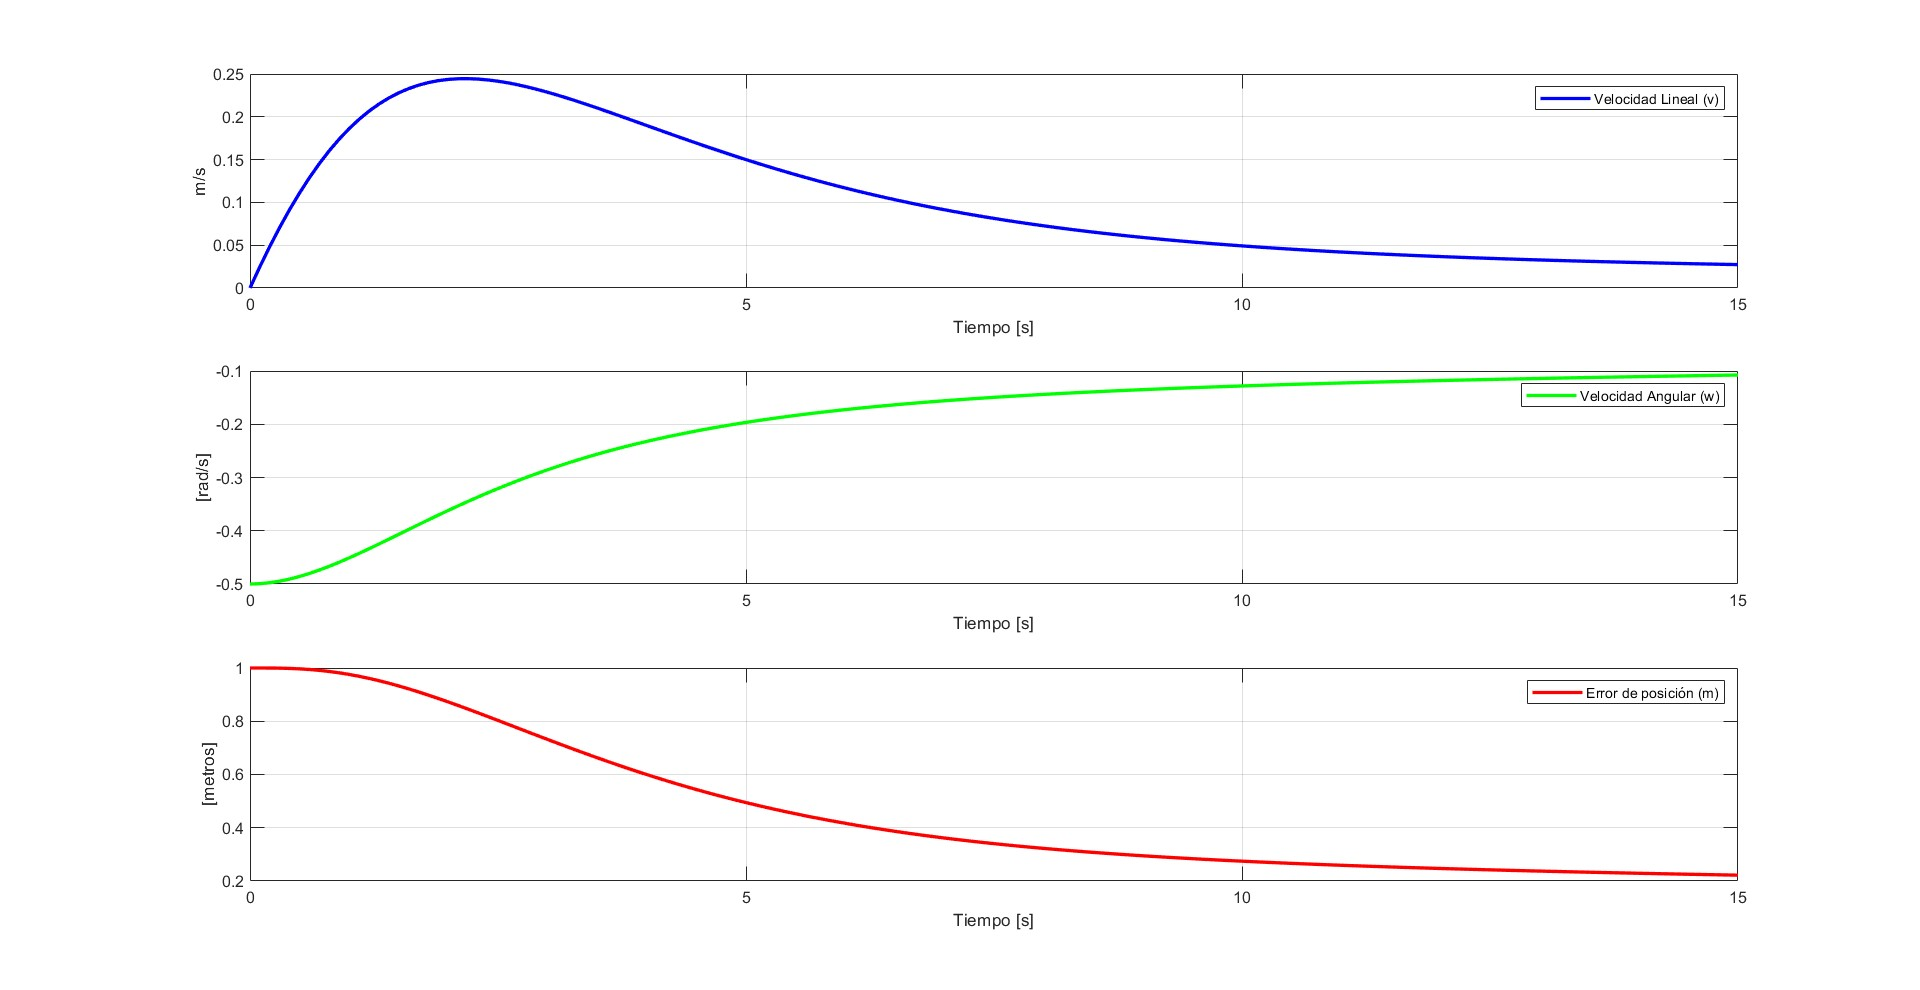 0.25
0.2
0.15
0.1
0.05
0
m/s
Velocidad Lineal (v)
0 5 10 15
Tiempo [s]
-0.1
-0.2
-0.3
-0.4
-0.5
[rad/s]
Velocidad Angular (w)
0 5 10 15
Tiempo [s]
1
0.8
0.6
0.4
0.2
[metros]
Error de posición (m)
0 5 10 15
Tiempo [s]